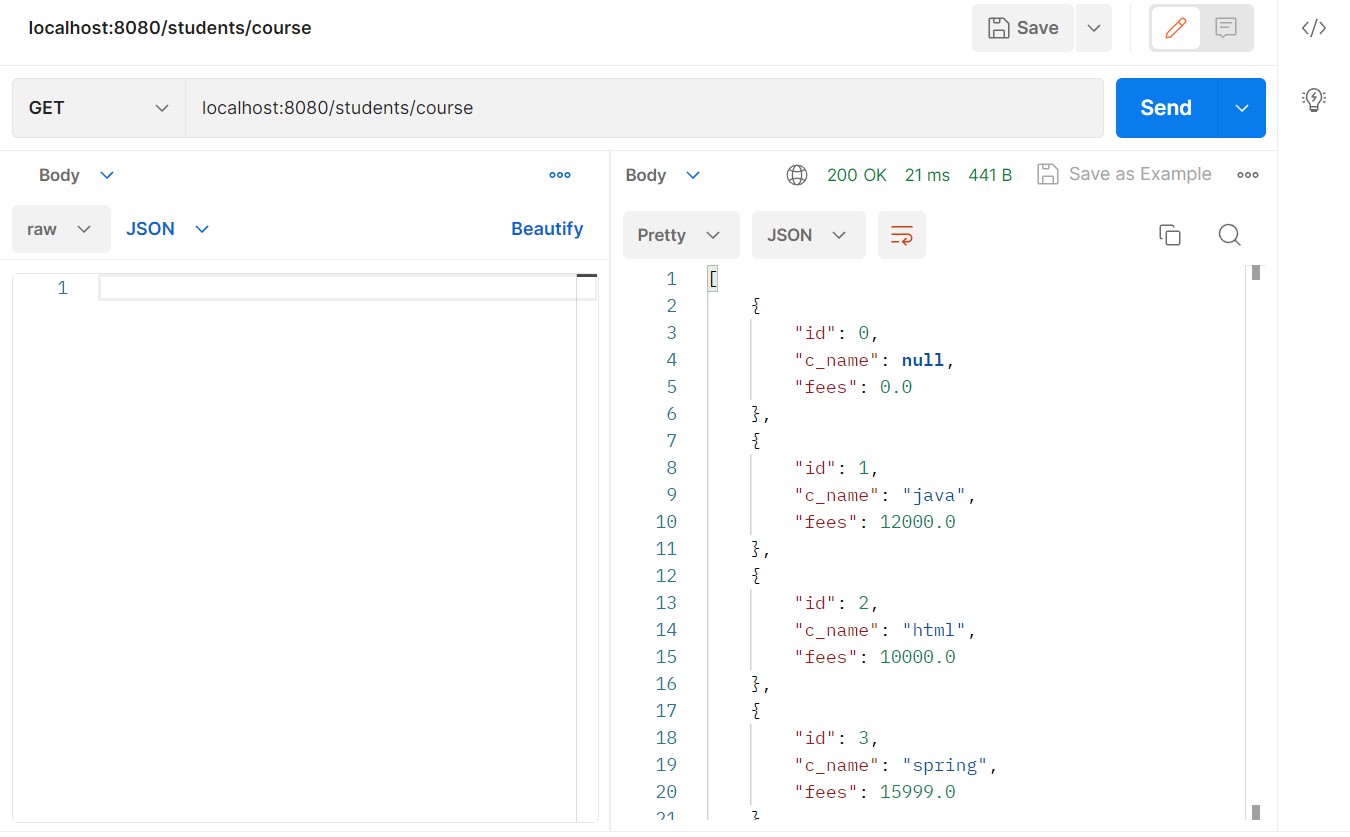 localhost:8080/students/course
Save
GET
localhost:8080/students/course
Send
Body
raw
JSON
Beautify
1
Body
200 OK 21 ms 441 B Save as Example
Pretty
JSON
1 [
2 {
3 "id": 0,
4 "c_name": null,
5 "fees": 0.0
6 },
7 {
8 "id": 1,
9 "c_name": "java",
10 "fees": 12000.0
11 },
12 {
13 "id": 2,
14 "c_name": "html",
15 "fees": 10000.0
16 },
17 {
18 "id": 3,
19 "c_name": "spring",
20 "fees": 15999.0
21 }